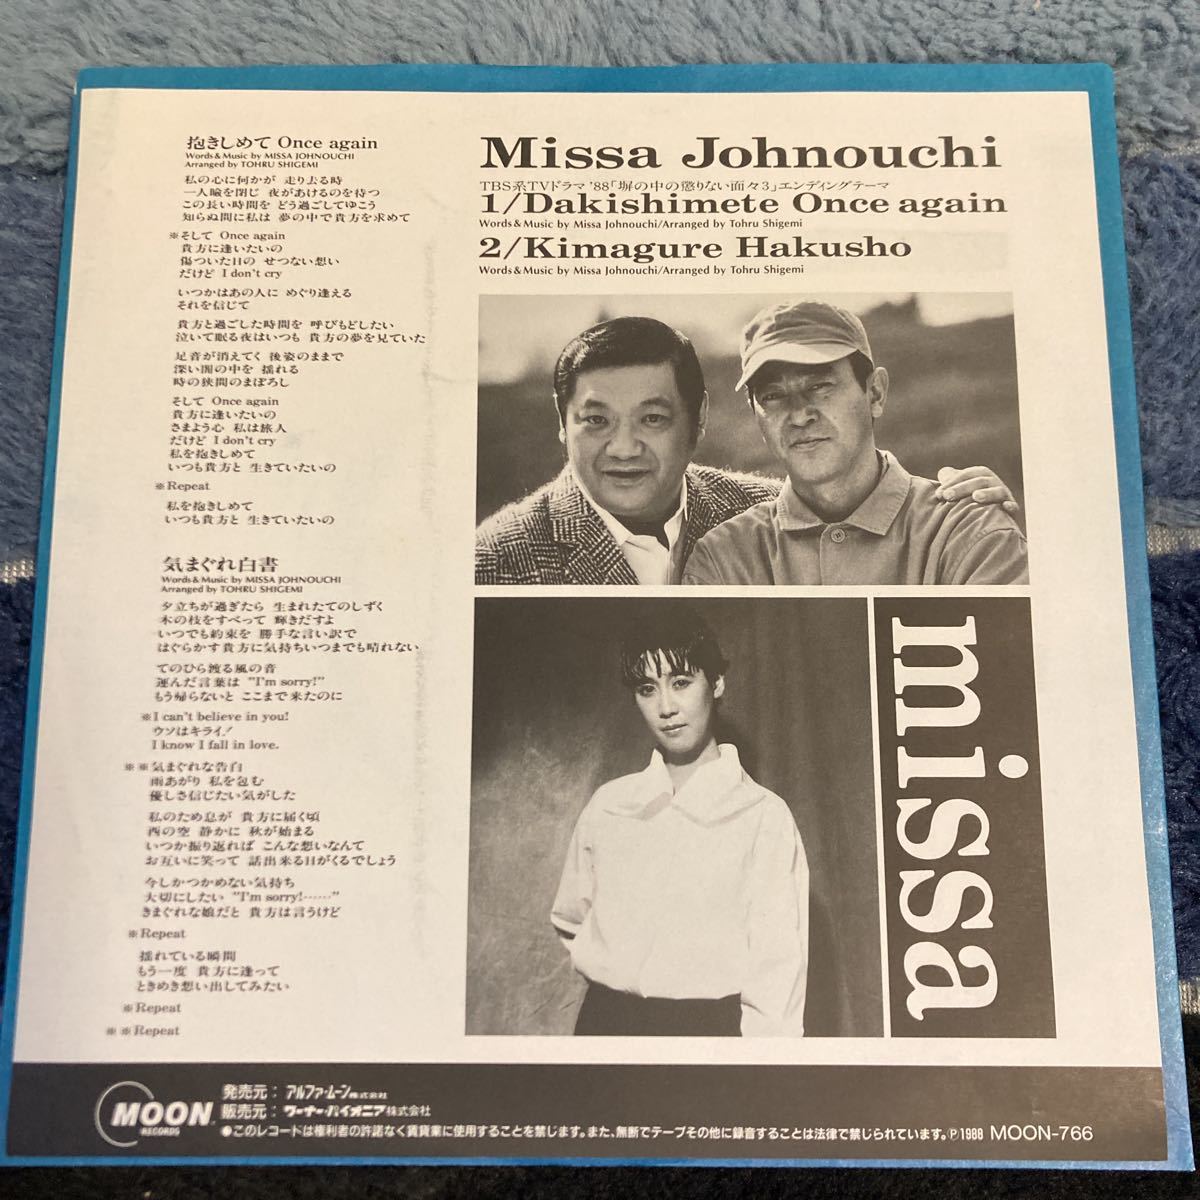 抱きしめて Once again
Words & Music by MISSA JOHNOUCHI
Arranged by TOHRU SHIGEMI
私の心に何かが 走り去る時
一人瞼を閉じ 夜があけるのを待つ
この長い時間を どう過ごしてゆこう
知らぬ間に私は 夢の中で貴方を求めて
※そして Once again
貴方に逢いたいの
傷ついた日の せつない想い
だけど I don't cry
いつかはあの人に めぐり逢える
それを信じて
貴方と過ごした時間を 呼びもどしたい
泣いて眠る夜はいつも 貴方の夢を見ていた
足音が消えてく 後姿のままで
深い闇の中を 揺れる
時の狭間のまぼろし
そして Once again
貴方に逢いたいの
さまよう心 私は旅人
だけど I don't cry
私を抱きしめて
いつも貴方と 生きていたいの
※Repeat
私を抱きしめて
いつも貴方と 生きていたいの
気まぐれ白書
Words & Music by MISSA JOHNOUCHI
Arranged by TOHRU SHIGEMI
夕立ちが過ぎたら 生まれたてのしずく
木の枝をすべって 輝きだすよ
いつでも約束を 勝手な言い訳で
はぐらかす貴方に気持ちいつまでも晴れない
てのひら渡る風の音
運んだ言葉は "I'm sorry!"
もう帰らないと ここまで来たのに
※I can't believe in you!
ウソはキライ!
I know I fall in love.
※※気まぐれな告白
雨あがり 私を包む
優しさ信じたい気がした
私のため息が 貴方に届く頃
西の空 静かに 秋が始まる
いつか振り返れば こんな想いなんて
お互いに笑って 話出来る日がくるでしょう
今しかつかめない気持ち
大切にしたい "I'm sorry!……"
きまぐれな娘だと 貴方は言うけど
※Repeat
揺れている瞬間
もう一度 貴方に逢って
ときめき想い出してみたい
※Repeat
※※Repeat
Missa Johnouchi
TBS系TVドラマ '88「塀の中の懲りない面々3」エンディングテーマ
1/Dakishimete Once again
Words & Music by Missa Johnouchi/Arranged by Tohru Shigemi
2/Kimagure Hakusho
Words & Music by Missa Johnouchi/Arranged by Tohru Shigemi
missa
MOON
RECORDS
発売元：アルファ・ムーン株式会社
販売元：ワーナー・パイオニア株式会社
●このレコードは権利者の許諾なく賃貸業に使用することを禁じます。また、無断でテープその他に録音することは法律で禁じられています。Ⓟ1988 MOON-766